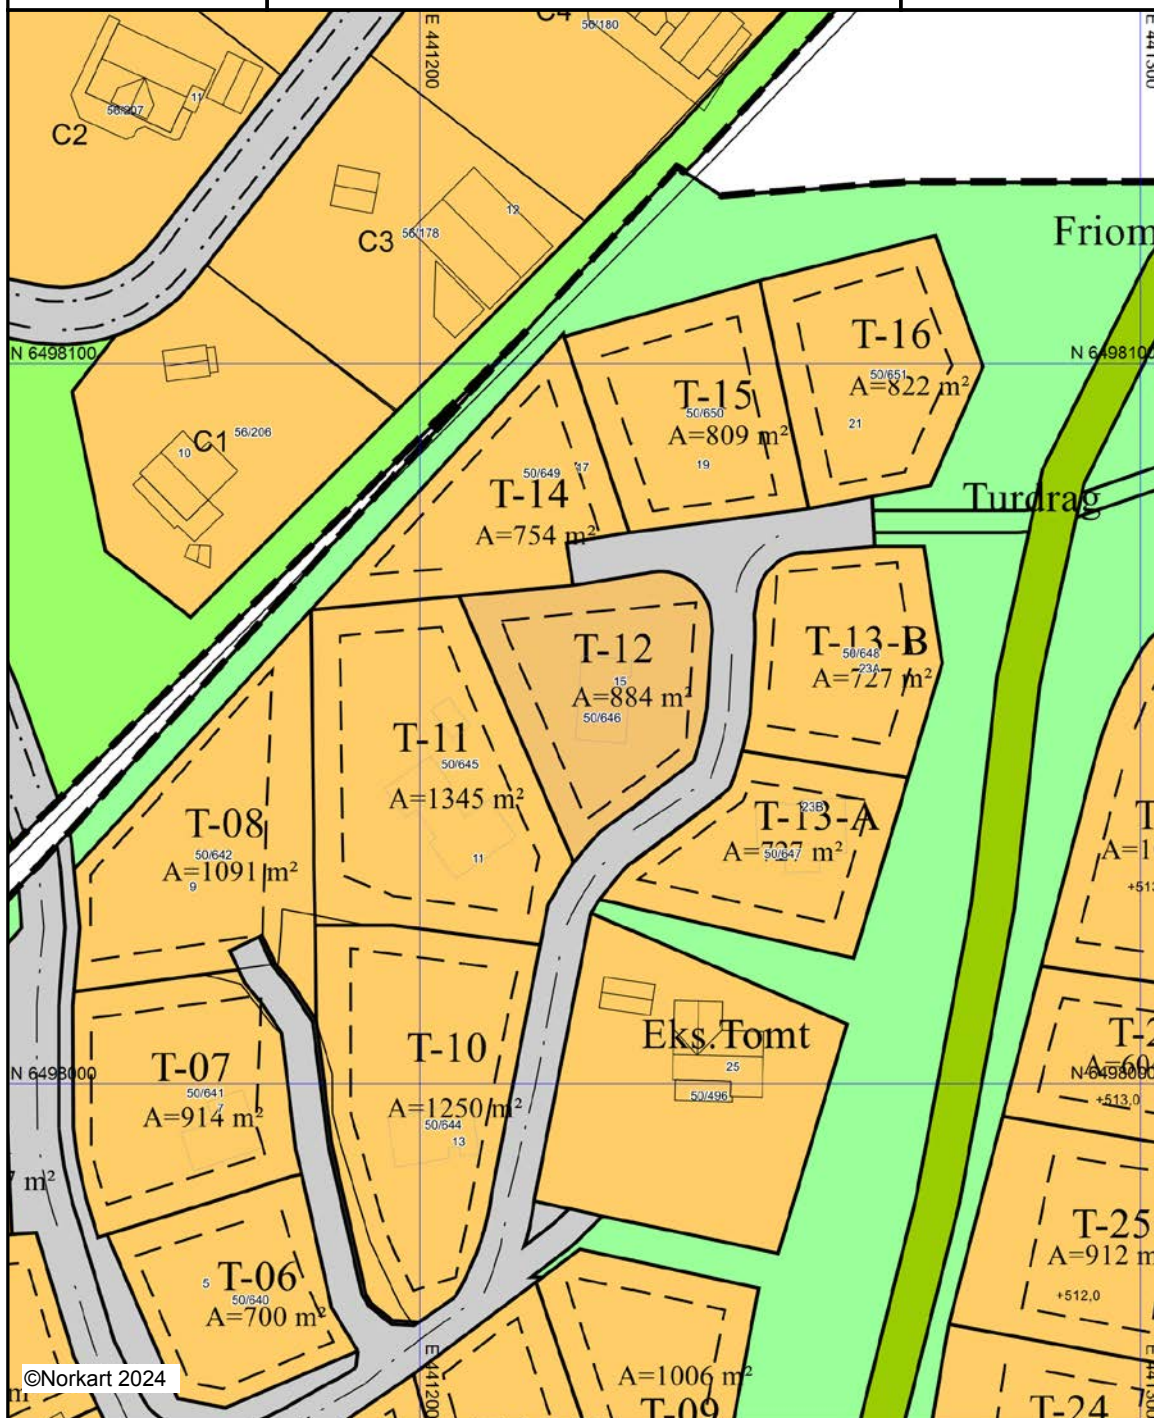 C4
56/180
E 441200
E 441300
56/207
11
C2
12
56/178
C3
Friom
T-16
N 6498100
N 6498100
50/651
A=822 m²
T-15
50/650
21
A=809 m²
56/206
C1
10
19
17
50/649
T-14
Turdrag
A=754 m²
T-12
T-13-B
50/648
23A
15
A=727 m²
A=884 m²
50/646
T-11
50/645
A=1345 m²
23B
T-08
T-13-A
50/642
50/647
A=1091 m²
11
9
Eks.Tomt
T-10
T-07
25
N 6498000
50/641
50/496
7
A=914 m²
+513,0
A=1250 m²
50/644
13
m²
T-25
A=912 m
T-06
5
50/640
+512,0
A=700 m²
E 441200
A=1006 m²
©Norkart 2024
T-09
T-24